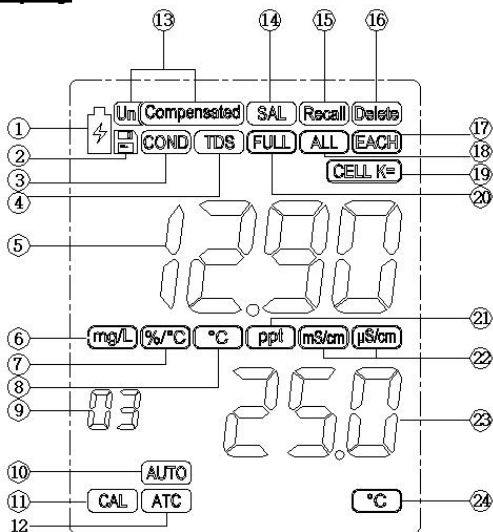 13 14 15 16
1 Un Compensated SAL Recall Delete
2 COND TDS FULL ALL EACH 17
18
3 CELL K= 19
4 20
5 12.90
21
6 mg/L %/°C °C ppt mS/cm µS/cm
7 22
8
9 03 25.0 23
10 AUTO
11 CAL ATC °C 24
12